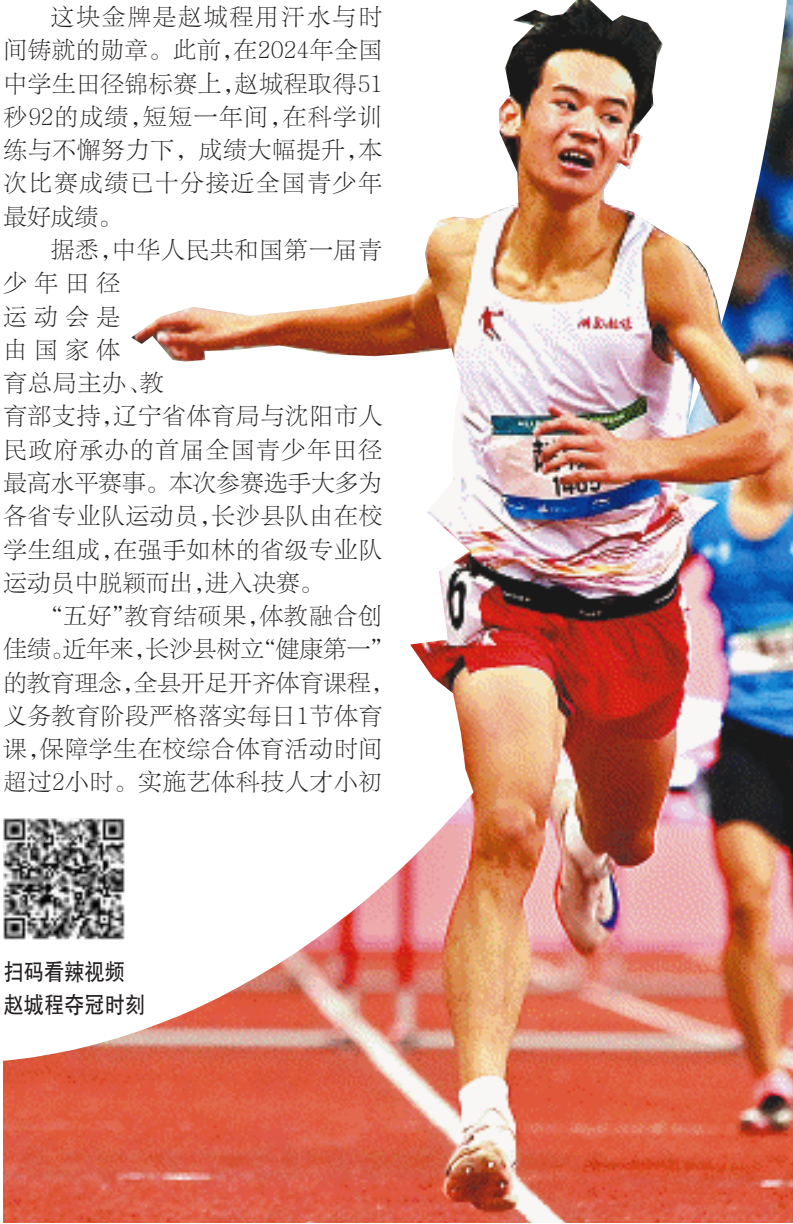 这块金牌是赵城程用汗水与时
间铸就的勋章。此前,在2024年全国
中学生田径锦标赛上,赵城程取得51
秒92的成绩,短短一年间,在科学训
练与不懈努力下，成绩大幅提升,本
次比赛成绩已十分接近全国青少年
最好成绩。
据悉,中华人民共和国第一届青
少年田径
运动会是
由国家体
育总局主办、教
育部支持,辽宁省体育局与沈阳市人
民政府承办的首届全国青少年田径
最高水平赛事。本次参赛选手大多为
各省专业队运动员,长沙县队由在校
学生组成,在强手如林的省级专业队
运动员中脱颖而出,进入决赛。
“五好”教育结硕果,体教融合创
佳绩。近年来,长沙县树立“健康第一”
的教育理念,全县开足开齐体育课程,
义务教育阶段严格落实每日1节体育
课,保障学生在校综合体育活动时间
超过2小时。实施艺体科技人才小初
扫码看辣视频
赵城程夺冠时刻
6